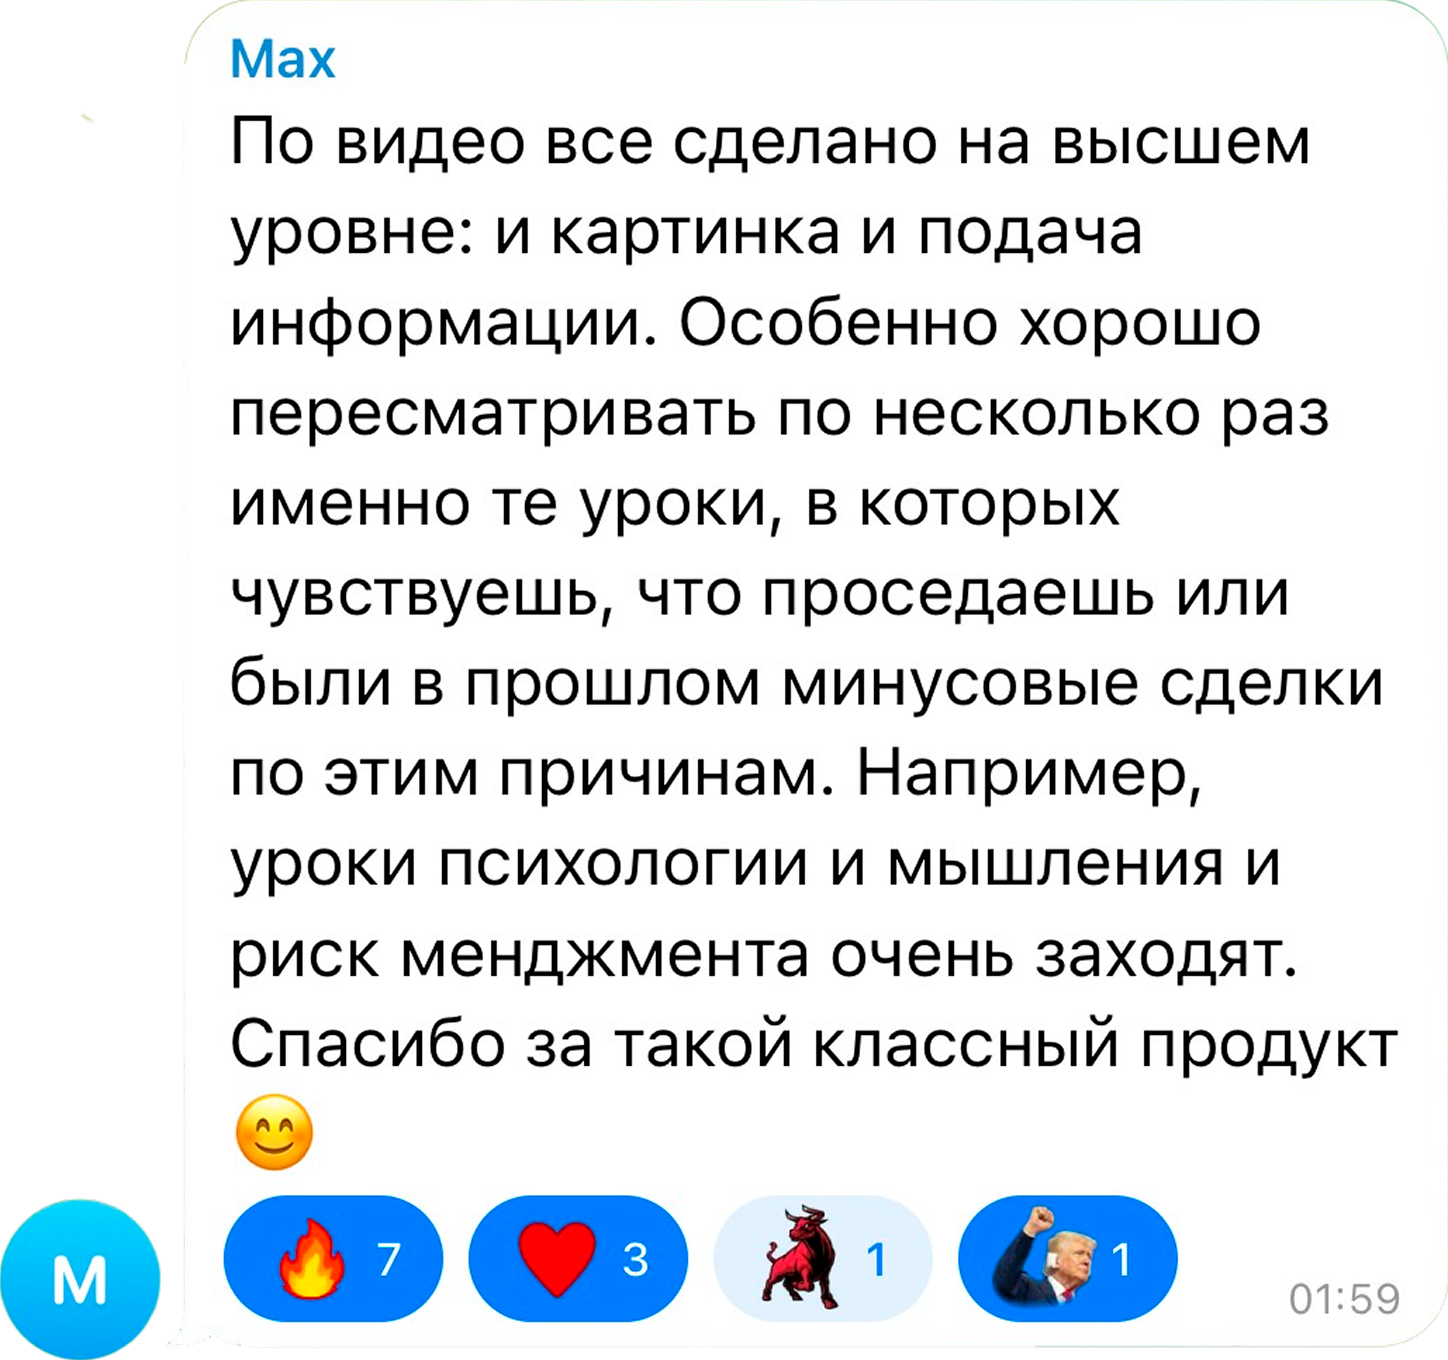 Max
По видео все сделано на высшем
уровне: и картинка и подача
информации. Особенно хорошо
пересматривать по несколько раз
именно те уроки, в которых
чувствуешь, что проседаешь или
были в прошлом минусовые сделки
по этим причинам. Например,
уроки психологии и мышления и
риск менджмента очень заходят.
Спасибо за такой классный продукт
😊
7 3 1 1
01:59
M